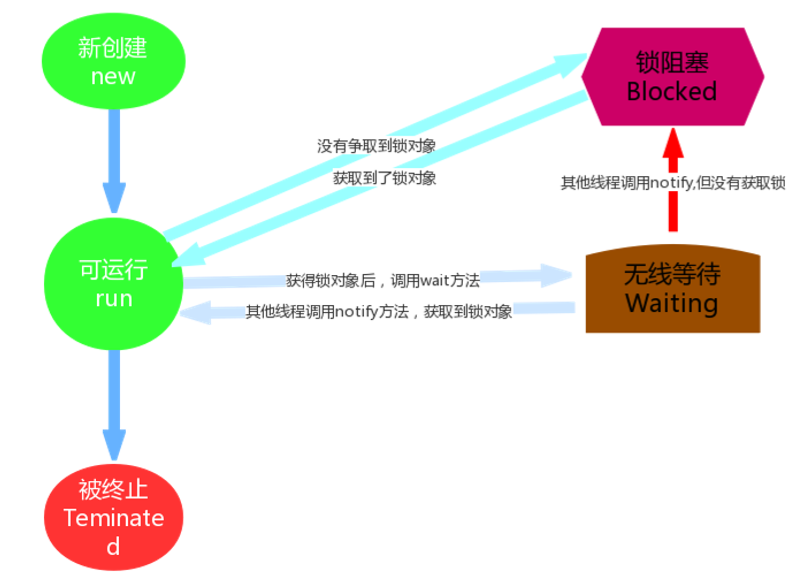 新创建
new
锁阻塞
Blocked
没有争取到锁对象
获取到了锁对象
其他线程调用notify,但没有获取锁
可运行
run
获得锁对象后，调用wait方法
其他线程调用notify方法，获取到锁对象
无线等待
Waiting
被终止
Teminate
d